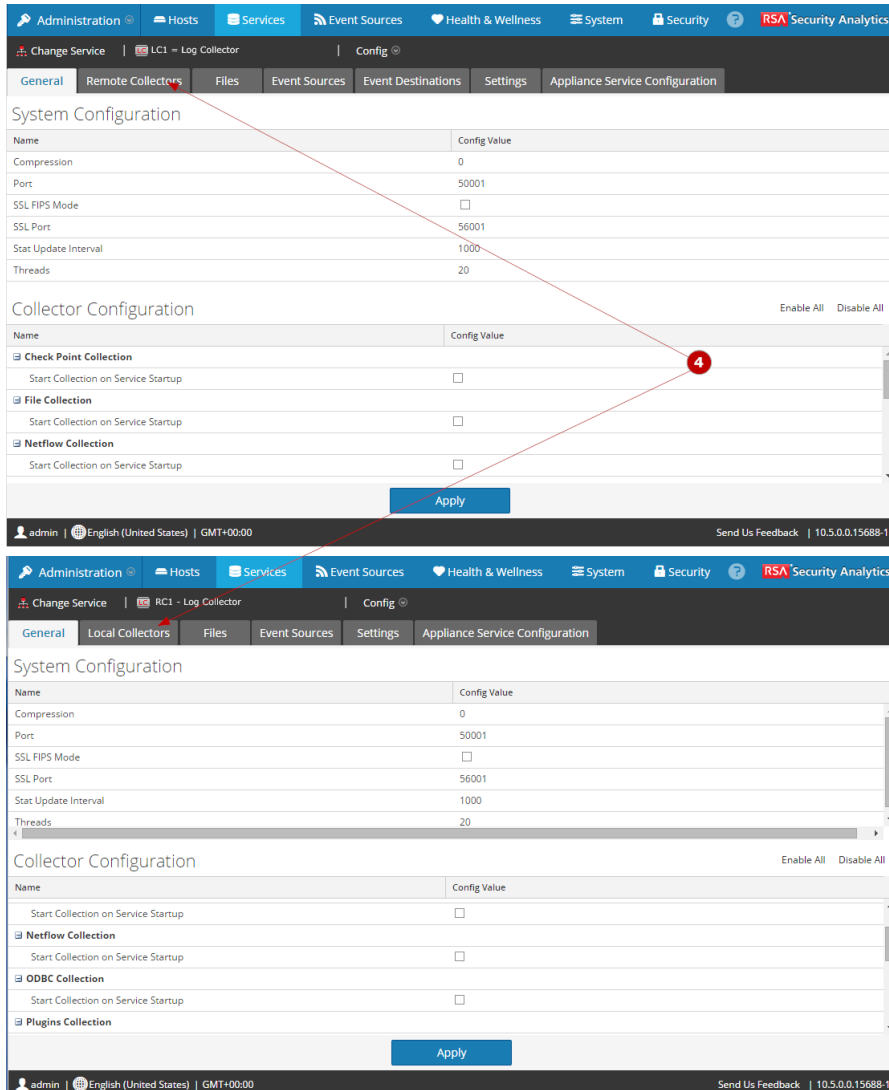 Administration Hosts Services Event Sources Health & Wellness System Security ? RSA Security Analytics
Change Service | LC LC1 = Log Collector | Config
General Remote Collectors Files Event Sources Event Destinations Settings Appliance Service Configuration
System Configuration
Name Config Value
Compression 0
Port 50001
SSL FIPS Mode
SSL Port 56001
Stat Update Interval 1000
Threads 20
Collector Configuration Enable All Disable All
Name Config Value
Check Point Collection
4
Start Collection on Service Startup
File Collection
Start Collection on Service Startup
Netflow Collection
Start Collection on Service Startup
Apply
admin | English (United States) | GMT+00:00 Send Us Feedback | 10.5.0.0.15688-1
Administration Hosts Services Event Sources Health & Wellness System Security ? RSA Security Analytics
Change Service | LC RC1 - Log Collector | Config
General Local Collectors Files Event Sources Settings Appliance Service Configuration
System Configuration
Name Config Value
Compression 0
Port 50001
SSL FIPS Mode
SSL Port 56001
Stat Update Interval 1000
Threads 20
Collector Configuration Enable All Disable All
Name Config Value
Start Collection on Service Startup
Netflow Collection
Start Collection on Service Startup
ODBC Collection
Start Collection on Service Startup
Plugins Collection
Apply
admin | English (United States) | GMT+00:00 Send Us Feedback | 10.5.0.0.15688-1